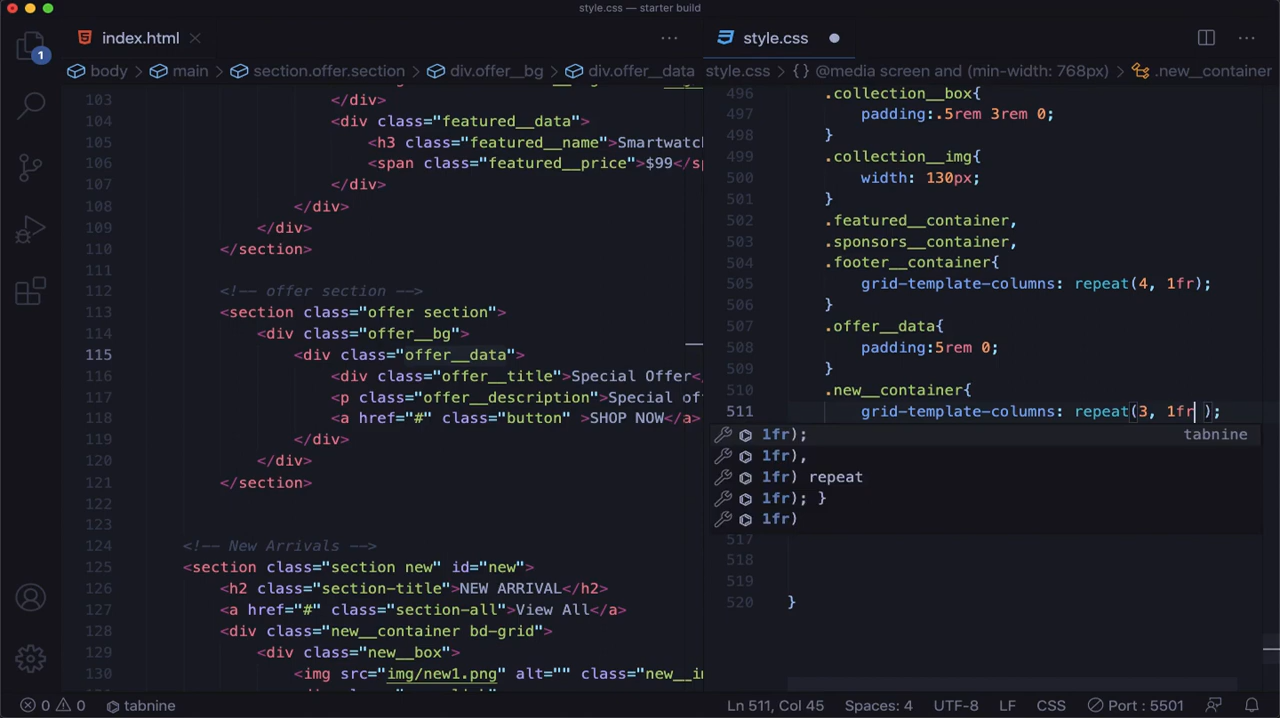 style.css — starter build
index.html
style.css
body > main > section.offer.section > div.offer__bg > div.offer__data
style.css > {} @media screen and (min-width: 768px) > .new__container
1
103 </div>
104 <div class="featured__data">
105 <h3 class="featured__name">Smartwatch
106 <span class="featured__price">$99</sp
107 </div>
108 </div>
109 </div>
110 </section>
111
112 <!-- offer section -->
113 <section class="offer section">
114 <div class="offer__bg">
115 <div class="offer__data">
116 <div class="offer__title">Special Offer<
117 <p class="offer__description">Special of
118 <a href="#" class="button" >SHOP NOW</a>
119 </div>
120 </div>
121 </section>
122
123
124 <!-- New Arrivals -->
125 <section class="section new" id="new">
126 <h2 class="section-title">NEW ARRIVAL</h2>
127 <a href="#" class="section-all">View All</a>
128 <div class="new__container bd-grid">
129 <div class="new__box">
130 <img src="img/new1.png" alt="" class="new__i
496 .collection__box{
497 padding:.5rem 3rem 0;
498 }
499 .collection__img{
500 width: 130px;
501 }
502 .featured__container,
503 .sponsors__container,
504 .footer__container{
505 grid-template-columns: repeat(4, 1fr);
506 }
507 .offer__data{
508 padding:5rem 0;
509 }
510 .new__container{
511 grid-template-columns: repeat(3, 1fr );
1fr); tabnine
1fr),
1fr) repeat
1fr); }
1fr)
517
518
519
520 }
0 0 tabnine
Ln 511, Col 45 Spaces: 4 UTF-8 LF CSS Port : 5501